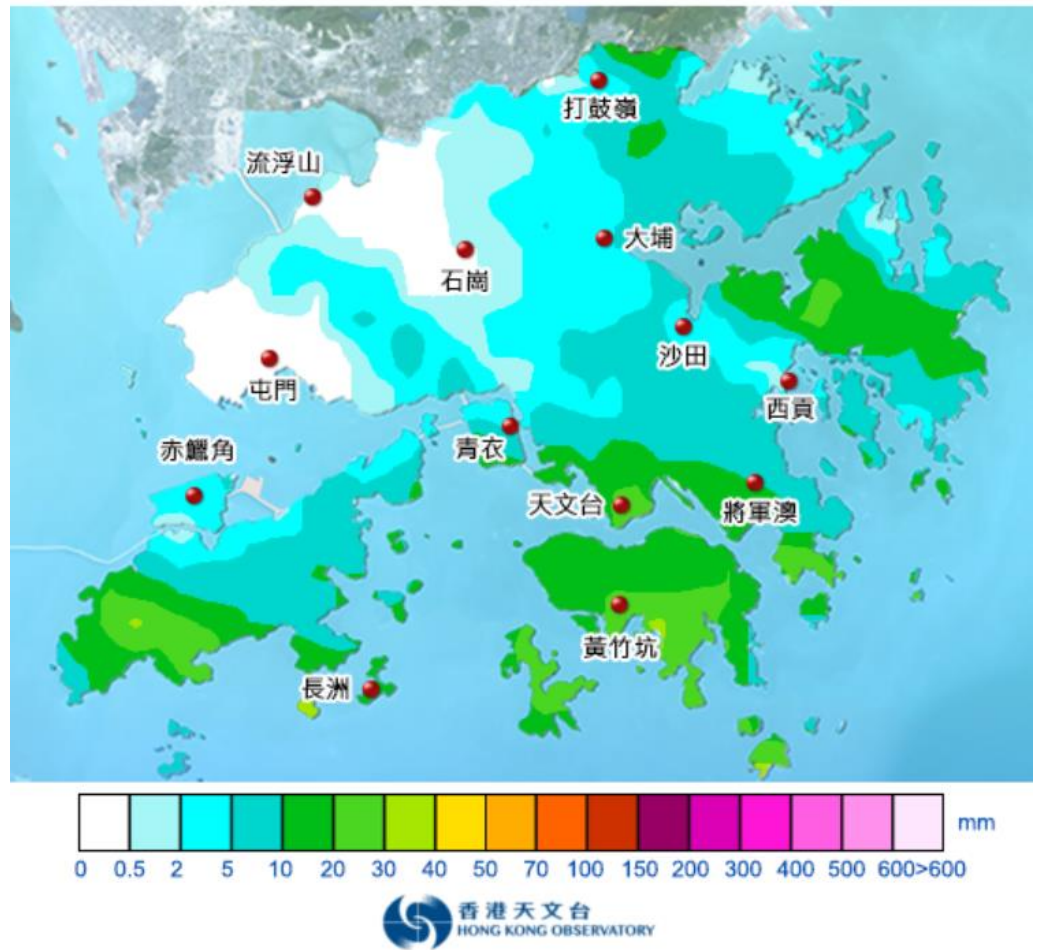 打鼓嶺
流浮山
大埔
石崗
沙田
屯門
西貢
赤鱲角
青衣
天文台
將軍澳
黃竹坑
長洲
mm
0 0.5 2 5 10 20 30 40 50 70 100 150 200 300 400 500 600>600
香港天文台
HONG KONG OBSERVATORY